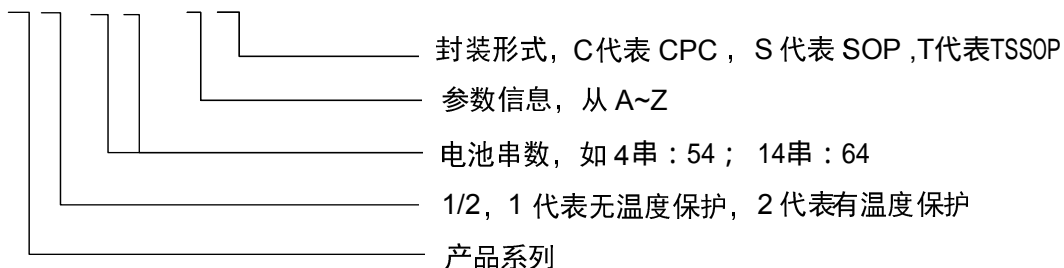 封装形式，C代表 CPC ，S 代表 SOP ,T代表TSSOP
参数信息，从 A~Z
电池串数，如 4串：54； 14串：64
1/2，1 代表无温度保护，2 代表有温度保护
产品系列